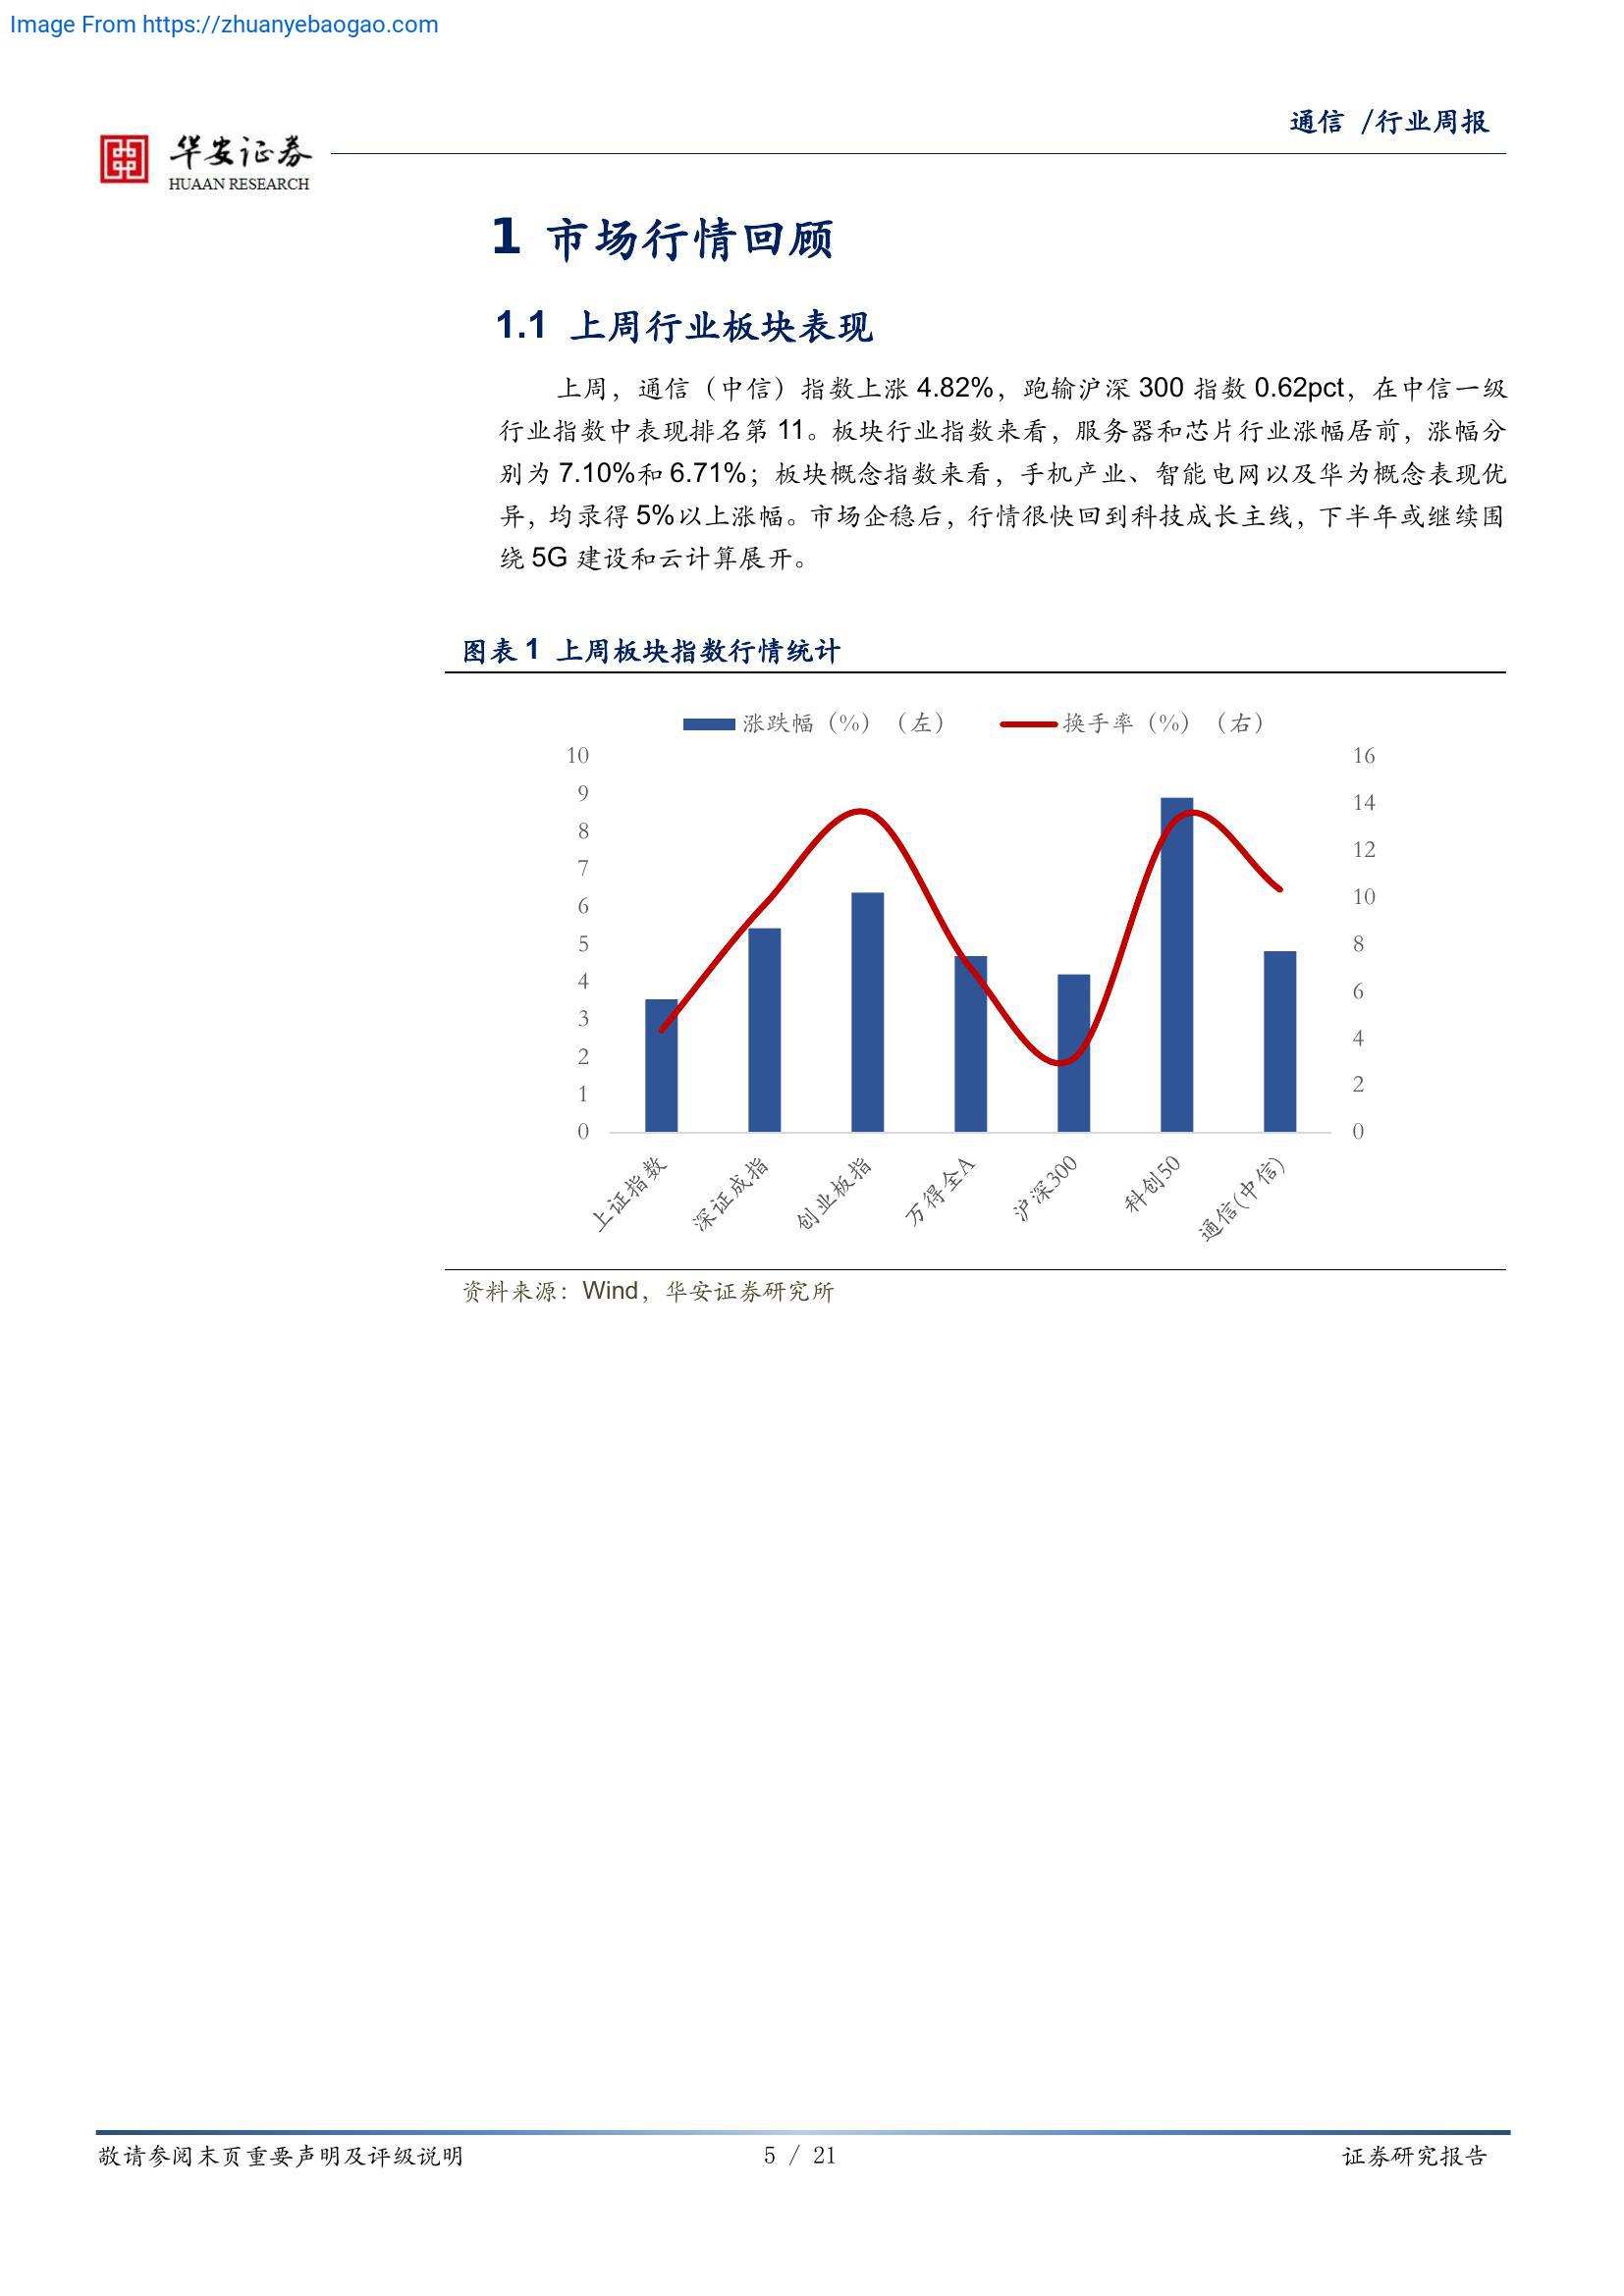 Image From https://zhuanyebaogao.com
通信 /行业周报
华安证券
HUAAN RESEARCH
1 市场行情回顾
1.1 上周行业板块表现
上周，通信（中信）指数上涨 4.82%，跑输沪深 300 指数 0.62pct，在中信一级
行业指数中表现排名第 11。板块行业指数来看，服务器和芯片行业涨幅居前，涨幅分
别为 7.10%和 6.71%；板块概念指数来看，手机产业、智能电网以及华为概念表现优
异，均录得 5%以上涨幅。市场企稳后，行情很快回到科技成长主线，下半年或继续围
绕 5G 建设和云计算展开。
图表 1 上周板块指数行情统计
涨跌幅（%）（左） 换手率（%）（右）
10 16
9 14
8 12
7 10
6 8
5 6
4 4
3 2
2 0
1
0
上证指数 深证成指 创业板指 万得全A 沪深300 科创50 通信(中信)
资料来源：Wind，华安证券研究所
敬请参阅末页重要声明及评级说明 5 / 21 证券研究报告